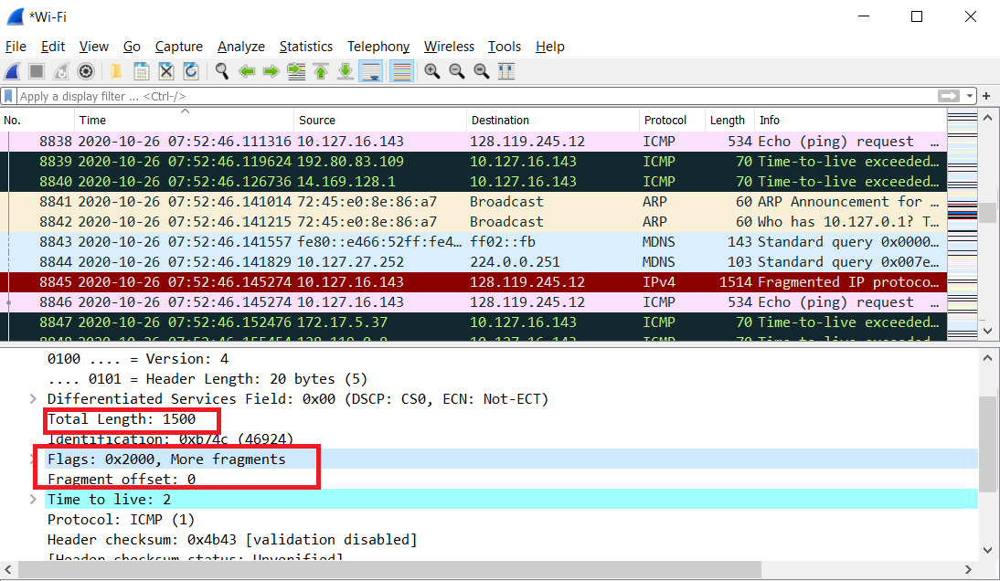 *Wi-Fi
File Edit View Go Capture Analyze Statistics Telephony Wireless Tools Help
Apply a display filter ... <Ctrl-/>
No. Time Source Destination Protocol Length Info
8838 2020-10-26 07:52:46.111316 10.127.16.143 128.119.245.12 ICMP 534 Echo (ping) request …
8839 2020-10-26 07:52:46.119624 192.80.83.109 10.127.16.143 ICMP 70 Time-to-live exceeded…
8840 2020-10-26 07:52:46.126736 14.169.128.1 10.127.16.143 ICMP 70 Time-to-live exceeded…
8841 2020-10-26 07:52:46.141014 72:45:e0:8e:86:a7 Broadcast ARP 60 ARP Announcement for …
8842 2020-10-26 07:52:46.141215 72:45:e0:8e:86:a7 Broadcast ARP 60 Who has 10.127.0.1? T…
8843 2020-10-26 07:52:46.141557 fe80::e466:52ff:fe4… ff02::fb MDNS 143 Standard query 0x0000…
8844 2020-10-26 07:52:46.141829 10.127.27.252 224.0.0.251 MDNS 103 Standard query 0x007e…
8845 2020-10-26 07:52:46.145274 10.127.16.143 128.119.245.12 IPv4 1514 Fragmented IP protoco…
8846 2020-10-26 07:52:46.145274 10.127.16.143 128.119.245.12 ICMP 534 Echo (ping) request …
8847 2020-10-26 07:52:46.152476 172.17.5.37 10.127.16.143 ICMP 70 Time-to-live exceeded…
8848 2020-10-26 07:52:46.155454 128.119.0.8 10.127.16.143 ICMP 70 Time-to-live exceeded…
0100 .... = Version: 4
.... 0101 = Header Length: 20 bytes (5)
Differentiated Services Field: 0x00 (DSCP: CS0, ECN: Not-ECT)
Total Length: 1500
Identification: 0xb74c (46924)
Flags: 0x2000, More fragments
Fragment offset: 0
Time to live: 2
Protocol: ICMP (1)
Header checksum: 0x4b43 [validation disabled]
[Header checksum status: Unverified]